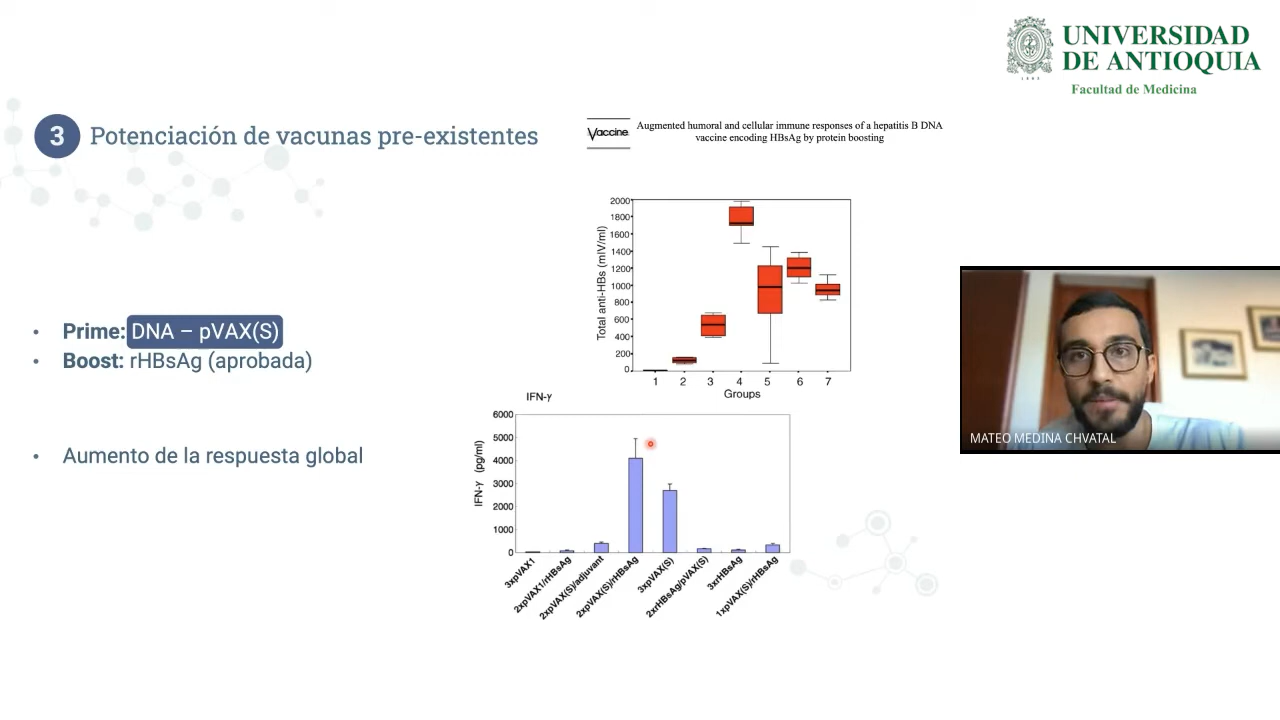 UNIVERSIDAD
DE ANTIOQUIA
1803
Facultad de Medicina
3 Potenciación de vacunas pre-existentes
Vaccine
Augmented humoral and cellular immune responses of a hepatitis B DNA
vaccine encoding HBsAg by protein boosting
• Prime: DNA – pVAX(S)
• Boost: rHBsAg (aprobada)
• Aumento de la respuesta global
Total anti-HBs (mIV/ml)
2000
1800
1600
1400
1200
1000
800
600
400
200
0
1 2 3 4 5 6 7
Groups
IFN-γ
IFN-γ (pg/ml)
6000
5000
4000
3000
2000
1000
0
3xpVAX1
2xpVAX1/rHBsAg
2xpVAX(S)/adjuvant
2xpVAX(S)/rHBsAg
3xpVAX(S)
2xrHBsAg/pVAX(S)
3xrHBsAg
1xpVAX(S)/rHBsAg
MATEO MEDINA CHVATAL